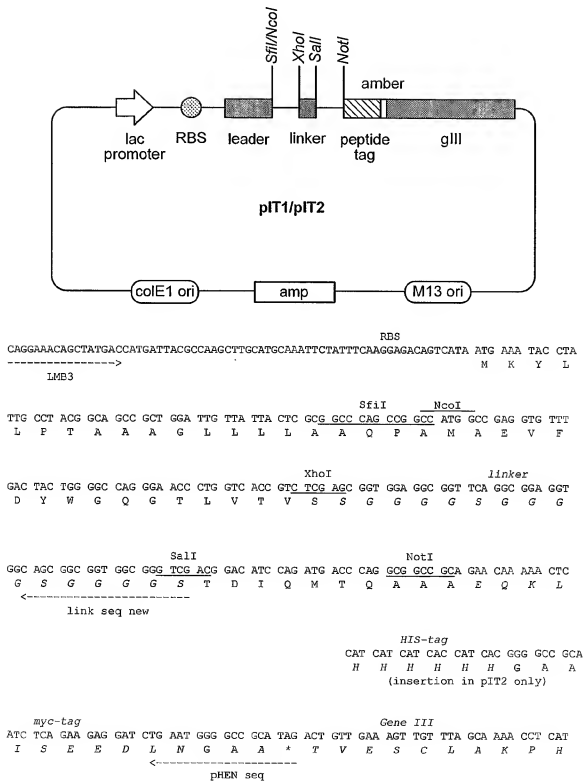 SfiI/NcoI
XhoI
SalI
NotI
amber
lac
promoter
RBS
leader
linker
peptide
tag
gIII
pIT1/pIT2
colE1 ori
amp
M13 ori
RBS
CAGGAAACAGCTATGACCATGATTACGCCAAGCTTGCATGCAAATTCTATTTCAAGGAGACAGTCATA ATG AAA TAC CTA
M K Y L
LMB3
SfiI NcoI
TTG CCT ACG GCA GCC GCT GGA TTG TTA TTA CTC GCG GCC CAG CCG GCC ATG GCC GAG GTG TTT
L P T A A A G L L L L A A Q P A M A E V F
XhoI linker
GAC TAC TGG GGC CAG GGA ACC CTG GTC ACC GTC TCG AGC GGT GGA GGC GGT TCA GGC GGA GGT
D Y W G Q G T L V T V S S G G G G S G G G
SalI NotI
GGC AGC GGC GGT GGC GGG TCG ACG GAC ATC CAG ATG ACC CAG GCG GCC GCA GAA CAA AAA CTC
G S G G G G S T D I Q M T Q A A A E Q K L
<---------------------
link seq new
HIS-tag
CAT CAT CAT CAC CAT CAC GGG GCC GCA
H H H H H H G A A
(insertion in pIT2 only)
myc-tag Gene III
ATC TCA GAA GAG GAT CTG AAT GGG GCC GCA TAG ACT GTT GAA AGT TGT TTA GCA AAA CCT CAT
I S E E D L N G A A * T V E S C L A K P H
<------------------
pHEN seq